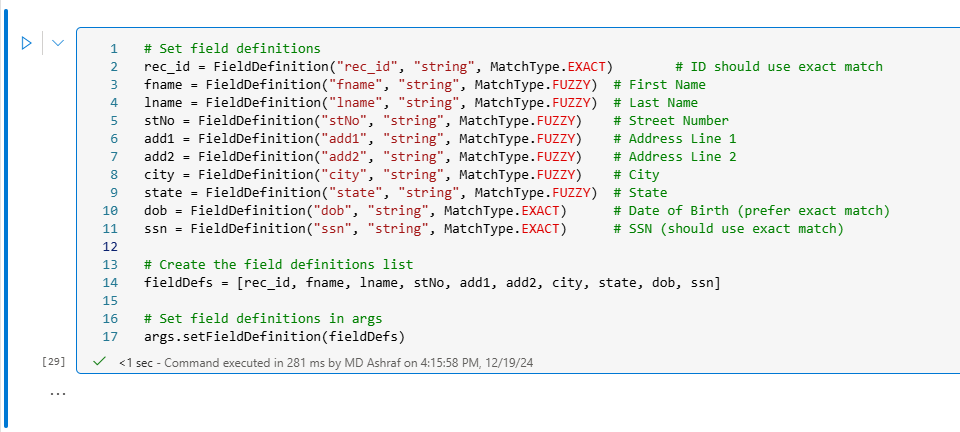 1 # Set field definitions
2 rec_id = FieldDefinition("rec_id", "string", MatchType.EXACT) # ID should use exact match
3 fname = FieldDefinition("fname", "string", MatchType.FUZZY) # First Name
4 lname = FieldDefinition("lname", "string", MatchType.FUZZY) # Last Name
5 stNo = FieldDefinition("stNo", "string", MatchType.FUZZY) # Street Number
6 add1 = FieldDefinition("add1", "string", MatchType.FUZZY) # Address Line 1
7 add2 = FieldDefinition("add2", "string", MatchType.FUZZY) # Address Line 2
8 city = FieldDefinition("city", "string", MatchType.FUZZY) # City
9 state = FieldDefinition("state", "string", MatchType.FUZZY) # State
10 dob = FieldDefinition("dob", "string", MatchType.EXACT) # Date of Birth (prefer exact match)
11 ssn = FieldDefinition("ssn", "string", MatchType.EXACT) # SSN (should use exact match)
12
13 # Create the field definitions list
14 fieldDefs = [rec_id, fname, lname, stNo, add1, add2, city, state, dob, ssn]
15
16 # Set field definitions in args
17 args.setFieldDefinition(fieldDefs)
[29] <1 sec - Command executed in 281 ms by MD Ashraf on 4:15:58 PM, 12/19/24
...